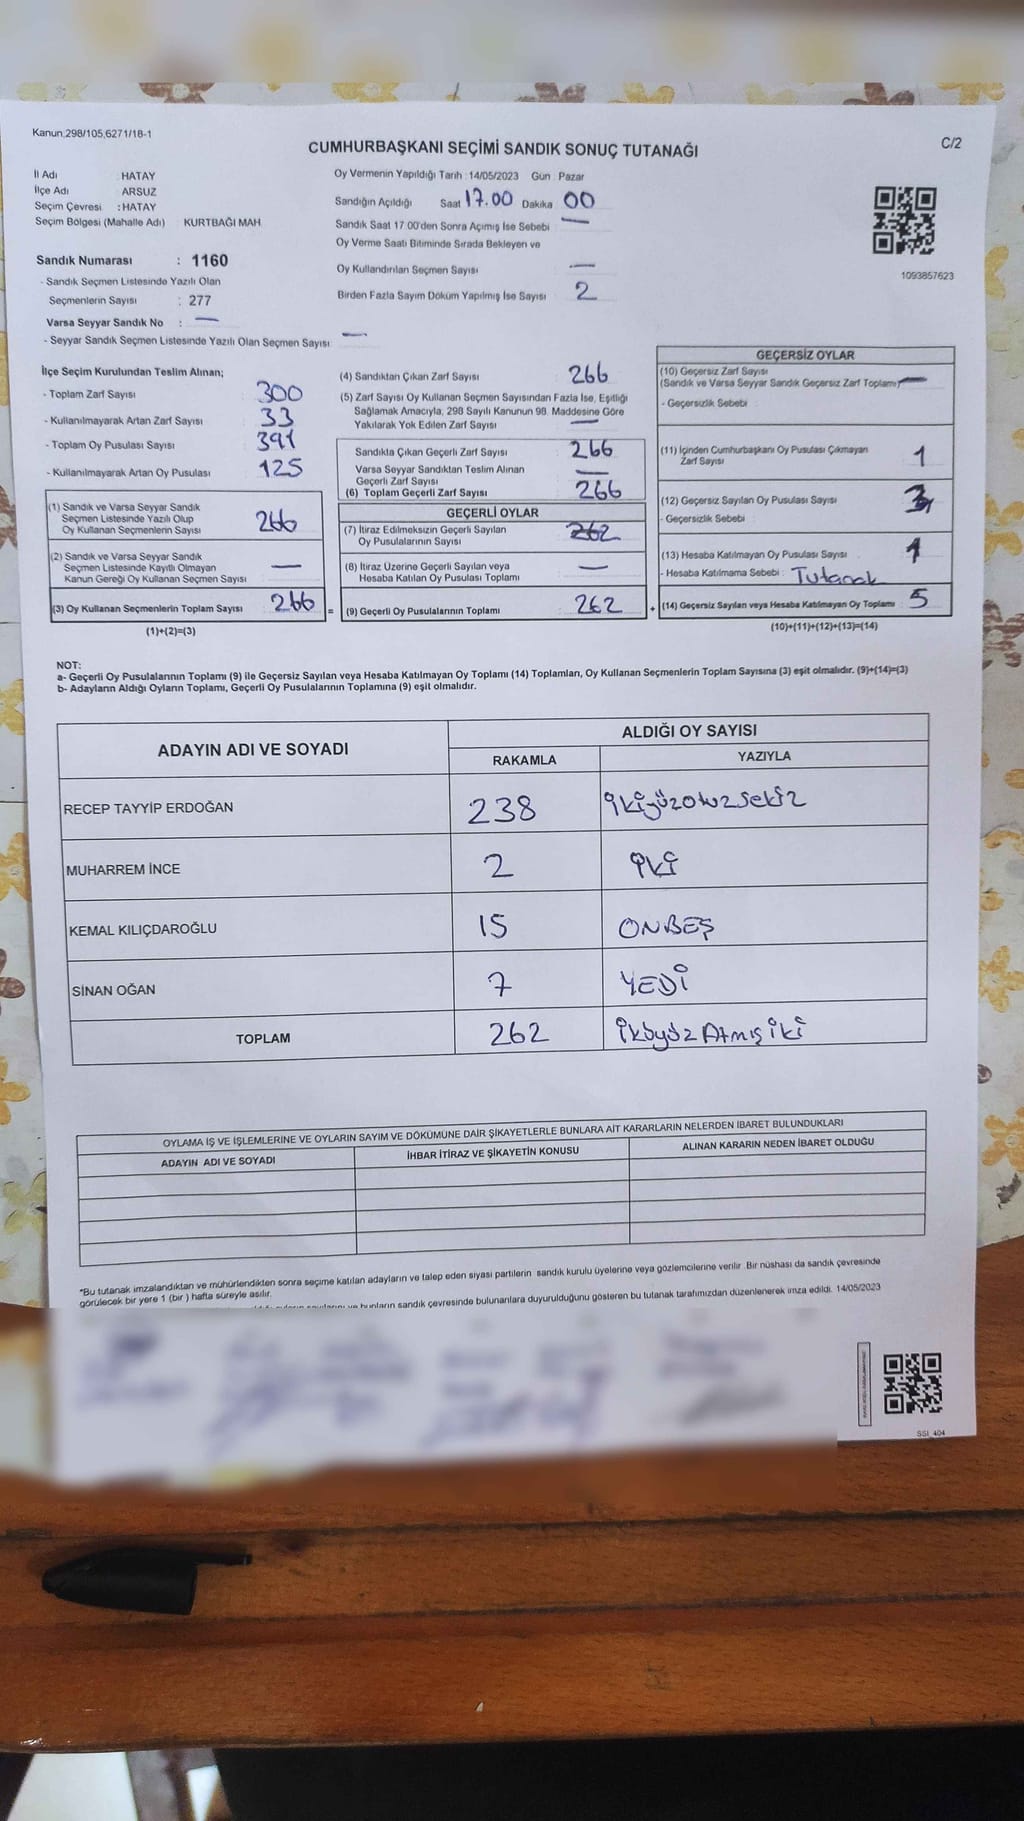 Kanun,298/105,6271/18-1
CUMHURBAŞKANI SEÇİMİ SANDIK SONUÇ TUTANAĞI
C/2
İl Adı : HATAY
İlçe Adı ARSUZ
Seçim Çevresi : HATAY
Seçim Bölgesi (Mahalle Adı) : KURTBAĞI MAH
Sandık Numarası : 1160
- Sandık Seçmen Listesinde Yazılı Olan
Seçmenlerin Sayısı : 277
Varsa Seyyar Sandık No : —
- Seyyar Sandık Seçmen Listesinde Yazılı Olan Seçmen Sayısı: —
Oy Vermenin Yapıldığı Tarih : 14/05/2023 Gün : Pazar
Sandığın Açıldığı Saat 17.00 Dakika 00
Sandık Saat 17 00'den Sonra Açımış İse Sebebi —
Oy Verme Saati Bitiminde Sırada Bekleyen ve
Oy Kullandırılan Seçmen Sayısı —
Birden Fazla Sayım Döküm Yapılmış İse Sayısı 2
1093857623
İlçe Seçim Kurulundan Teslim Alınan;
- Toplam Zarf Sayısı 300
- Kullanılmayarak Artan Zarf Sayısı 33
- Toplam Oy Pusulası Sayısı 391
- Kullanılmayarak Artan Oy Pusulası 125
(1) Sandık ve Varsa Seyyar Sandık
Seçmen Listesinde Yazılı Olup
Oy Kullanan Seçmenlerin Sayısı 266
(2) Sandık ve Varsa Seyyar Sandık
Seçmen Listesinde Kayıtlı Olmayan
Kanun Gereği Oy Kullanan Seçmen Sayısı —
(3) Oy Kullanan Seçmenlerin Toplam Sayısı 266 =
(1)+(2)=(3)
(4) Sandıktan Çıkan Zarf Sayısı 266
(5) Zarf Sayısı Oy Kullanan Seçmen Sayısından Fazla İse, Eşitliği
Sağlamak Amacıyla, 298 Sayılı Kanunun 98. Maddesine Göre
Yakılarak Yok Edilen Zarf Sayısı —
Sandıkta Çıkan Geçerli Zarf Sayısı 266
Varsa Seyyar Sandıktan Teslim Alınan
Geçerli Zarf Sayısı —
(6) Toplam Geçerli Zarf Sayısı 266
GEÇERLİ OYLAR
(7) İtiraz Edilmeksizin Geçerli Sayılan
Oy Pusulalarının Sayısı 262
(8) İtiraz Üzerine Geçerli Sayılan veya
Hesaba Katılan Oy Pusulası Toplamı —
(9) Geçerli Oy Pusulalarının Toplamı 262 +
GEÇERSİZ OYLAR
(10) Geçersiz Zarf Sayısı
(Sandık ve Varsa Seyyar Sandık Geçersiz Zarf Toplamı) —
- Geçersizlik Sebebi
(11) İçinden Cumhurbaşkanı Oy Pusulası Çıkmayan
Zarf Sayısı 1
(12) Geçersiz Sayılan Oy Pusulası Sayısı 3
- Geçersizlik Sebebi
(13) Hesaba Katılmayan Oy Pusulası Sayısı 1
- Hesaba Katılmama Sebebi : Tutanak
(14) Geçersiz Sayılan veya Hesaba Katılmayan Oy Toplamı 5
(10)+(11)+(12)+(13)=(14)
NOT:
a- Geçerli Oy Pusulalarının Toplamı (9) ile Geçersiz Sayılan veya Hesaba Katılmayan Oy Toplamı (14) Toplamları, Oy Kullanan Seçmenlerin Toplam Sayısına (3) eşit olmalıdır. (9)+(14)=(3)
b- Adayların Aldığı Oyların Toplamı, Geçerli Oy Pusulalarının Toplamına (9) eşit olmalıdır.
ADAYIN ADI VE SOYADI ALDIĞI OY SAYISI
RAKAMLA YAZIYLA
RECEP TAYYİP ERDOĞAN 238 ikiyüzotuzsekiz
MUHARREM İNCE 2 iki
KEMAL KILIÇDAROĞLU 15 ONBEŞ
SİNAN OĞAN 7 YEDİ
TOPLAM 262 ikiyüz Atmış iki
OYLAMA İŞ VE İŞLEMLERİNE VE OYLARIN SAYIM VE DÖKÜMÜNE DAİR ŞİKAYETLERLE BUNLARA AİT KARARLARIN NELERDEN İBARET BULUNDUKLARI
ADAYIN ADI VE SOYADI İHBAR İTİRAZ VE ŞİKAYETİN KONUSU ALINAN KARARIN NEDEN İBARET OLDUĞU
*Bu tutanak imzalandıktan ve mühürlendikten sonra seçime katılan adayların ve talep eden siyasi partilerin sandık kurulu üyelerine veya gözlemcilerine verilir .Bir nüshası da sandık çevresinde
görülecek bir yere 1 (bir ) hafta süreyle asılır.
ve bunların sandık çevresinde bulunanlara duyurulduğunu gösteren bu tutanak tarafımızdan düzenlenerek imza edildi. 14/05/2023
SSI_404